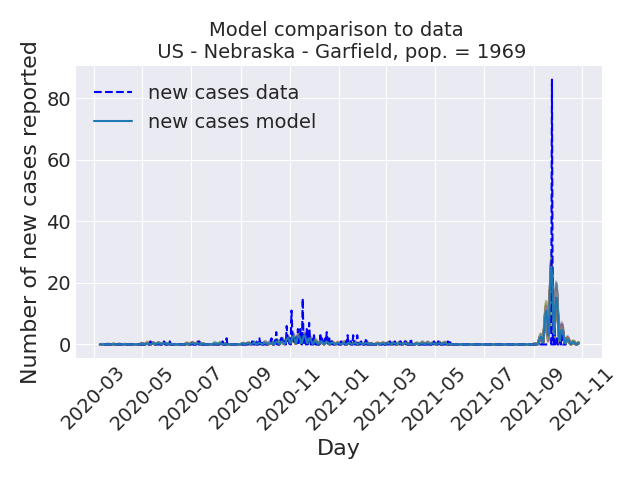 Model comparison to data
US - Nebraska - Garfield, pop. = 1969
new cases data
new cases model
Number of new cases reported
80
60
40
20
0
2020-03
2020-05
2020-07
2020-09
2020-11
2021-01
2021-03
2021-05
2021-07
2021-09
2021-11
Day